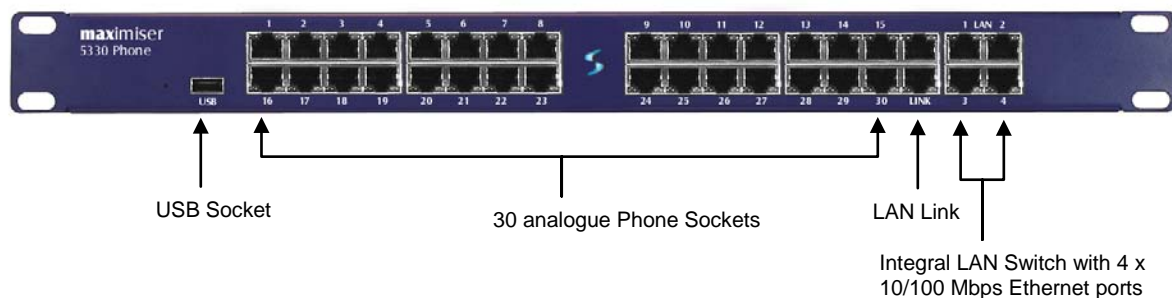 maximiser
5330 Phone
1 2 3 4 5 6 7 8 9 10 11 12 13 14 15 1 LAN 2
USB 16 17 18 19 20 21 22 23 24 25 26 27 28 29 30 LINK 3 4
USB Socket
30 analogue Phone Sockets
LAN Link
Integral LAN Switch with 4 x
10/100 Mbps Ethernet ports